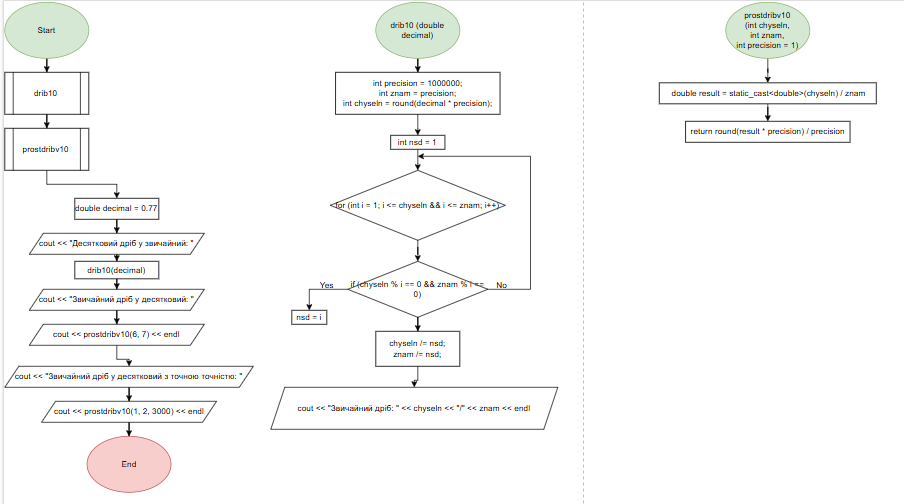 Start
drib10
prostdribv10
double decimal = 0.77
cout << "Десятковий дріб у звичайний: "
drib10(decimal)
cout << "Звичайний дріб у десятковий: "
cout << prostdribv10(6, 7) << endl
cout << "Звичайний дріб у десятковий з точною точністю: "
cout << prostdribv10(1, 2, 3000) << endl
End
drib10 (double
decimal)
int precision = 1000000;
int znam = precision;
int chyseln = round(decimal * precision);
int nsd = 1
for (int i = 1; i <= chyseln && i <= znam; i++)
if (chyseln % i == 0 && znam % i ==
0)
Yes
No
nsd = i
chyseln /= nsd;
znam /= nsd;
cout << "Звичайний дріб: " << chyseln << "/" << znam << endl
prostdribv10
(int chyseln,
int znam,
int precision = 1)
double result = static_cast<double>(chyseln) / znam
return round(result * precision) / precision